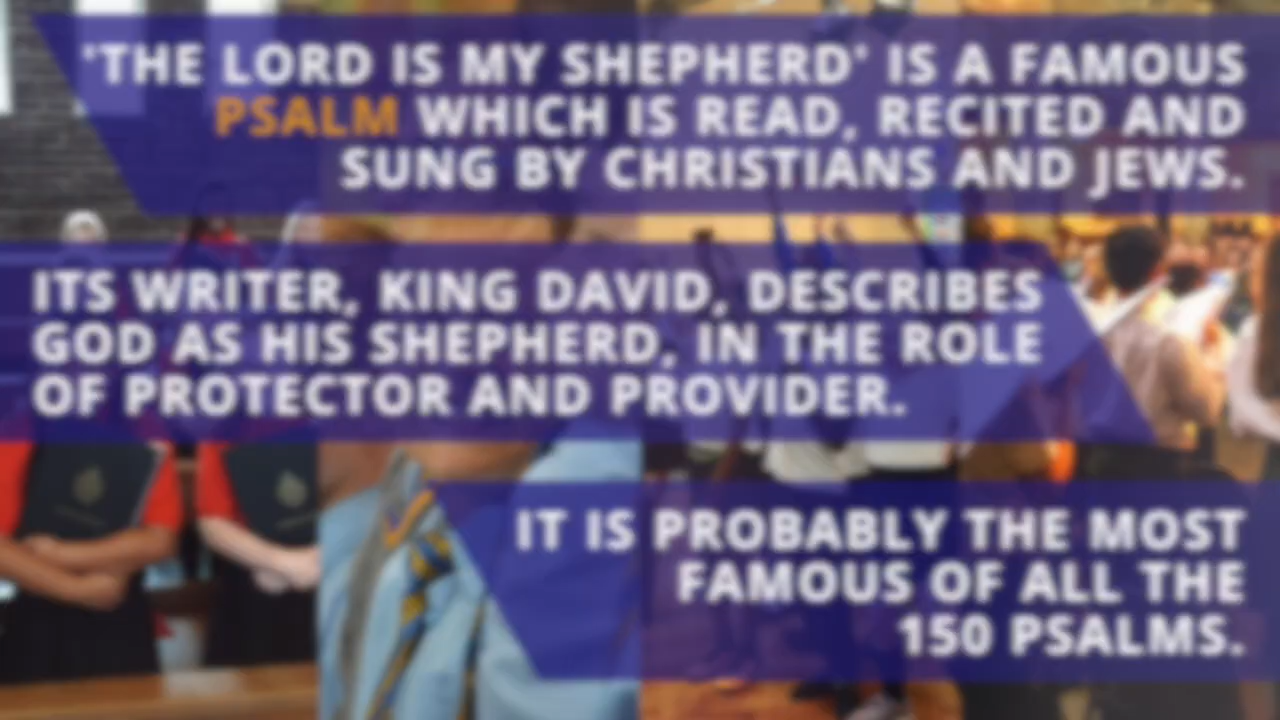 'THE LORD IS MY SHEPHERD' IS A FAMOUS
PSALM WHICH IS READ, RECITED AND
SUNG BY CHRISTIANS AND JEWS.
ITS WRITER, KING DAVID, DESCRIBES
GOD AS HIS SHEPHERD, IN THE ROLE
OF PROTECTOR AND PROVIDER.
IT IS PROBABLY THE MOST
FAMOUS OF ALL THE
150 PSALMS.